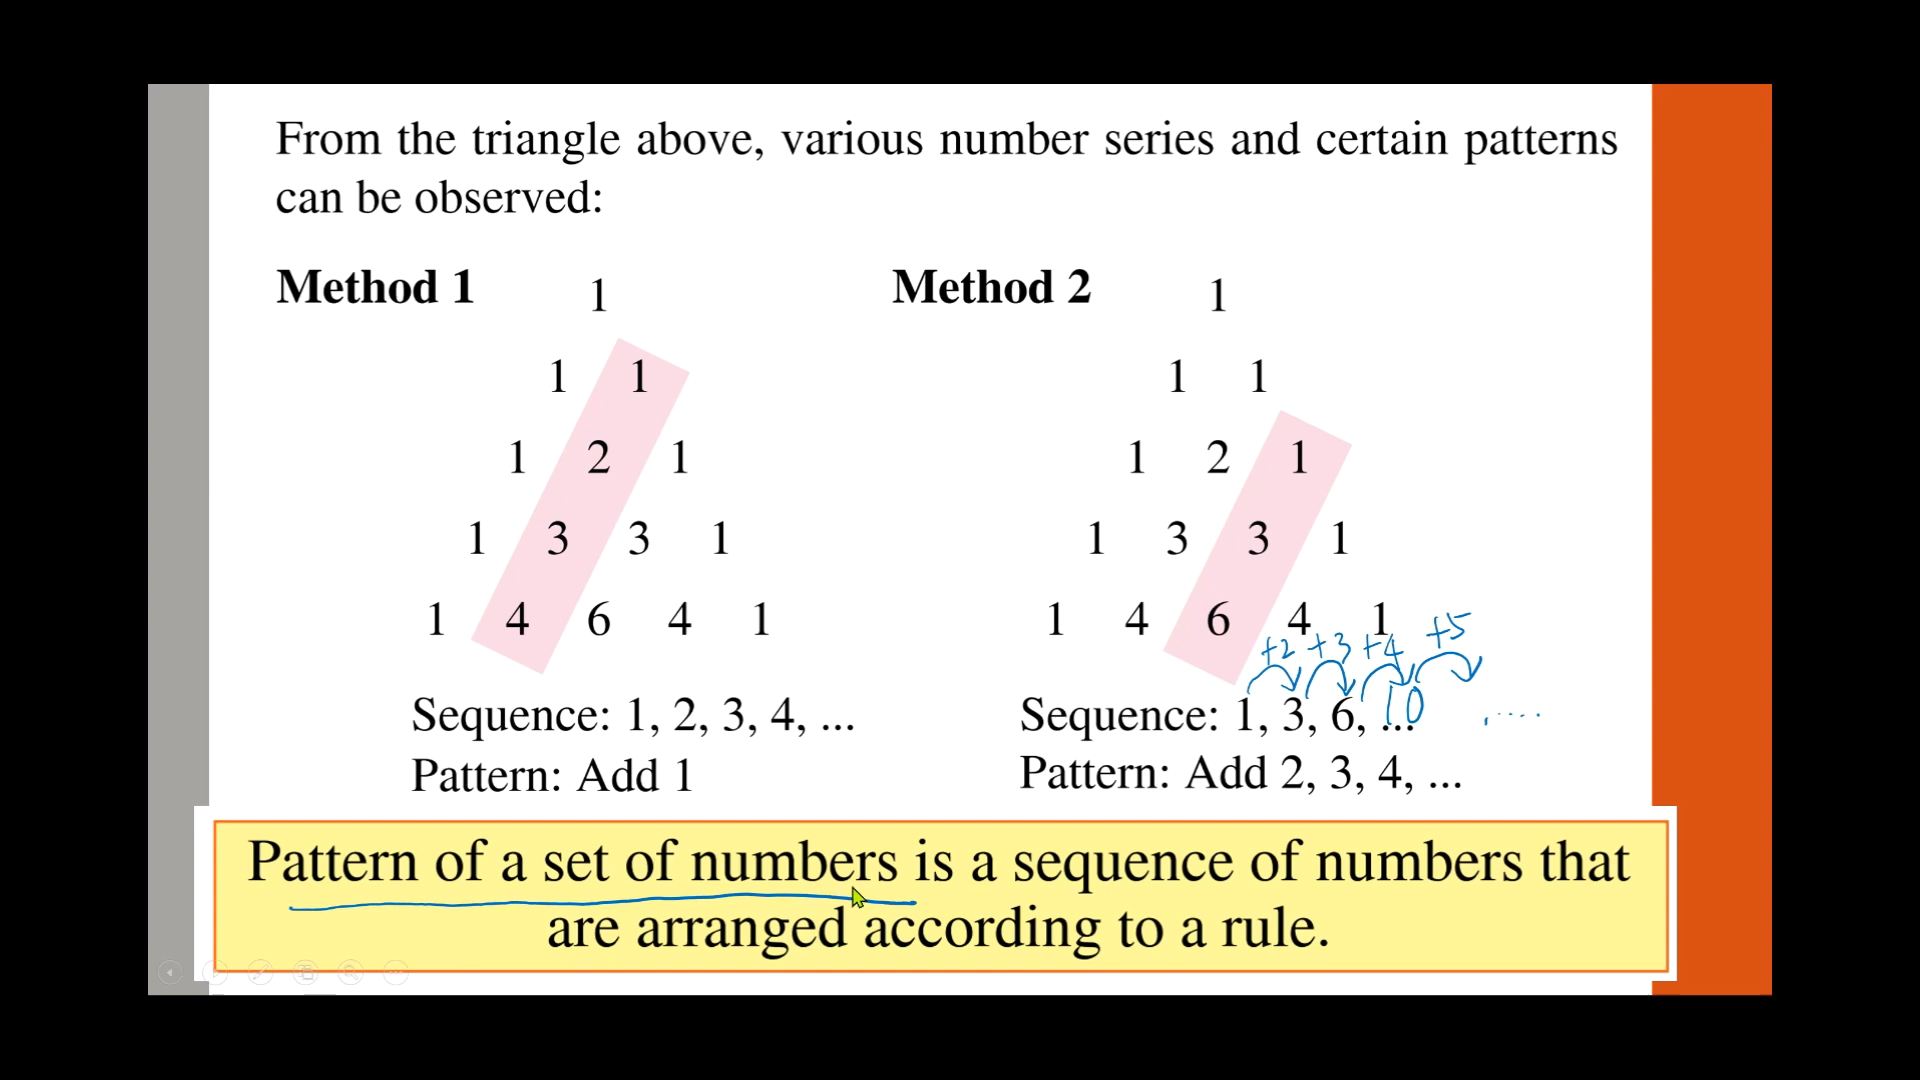 From the triangle above, various number series and certain patterns
can be observed:
Method 1
1
1 1
1 2 1
1 3 3 1
1 4 6 4 1
Sequence: 1, 2, 3, 4, ...
Pattern: Add 1
Method 2
1
1 1
1 2 1
1 3 3 1
1 4 6 4 1
+2 +3 +4 +5
Sequence: 1, 3, 6, ... 10 .....
Pattern: Add 2, 3, 4, ...
Pattern of a set of numbers is a sequence of numbers that
are arranged according to a rule.